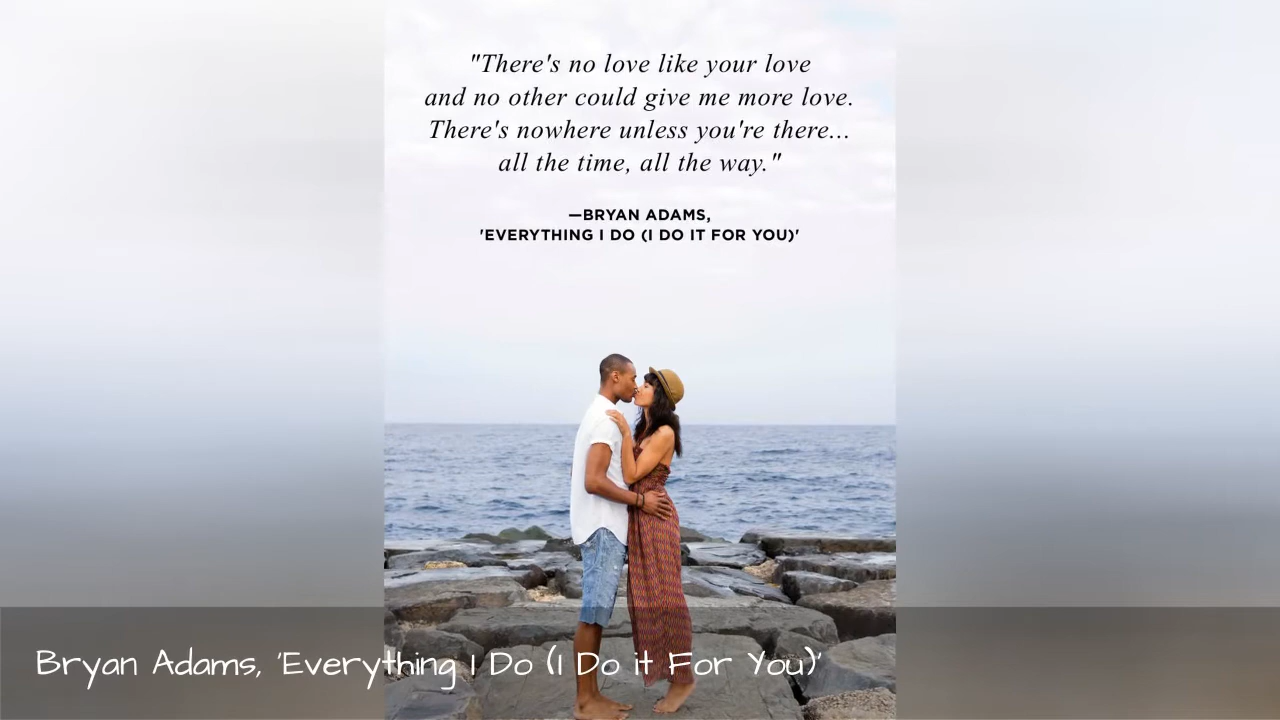 "There's no love like your love
and no other could give me more love.
There's nowhere unless you're there...
all the time, all the way."
—BRYAN ADAMS,
'EVERYTHING I DO (I DO IT FOR YOU)'
Bryan Adams, 'Everything I Do (I Do it For You)'